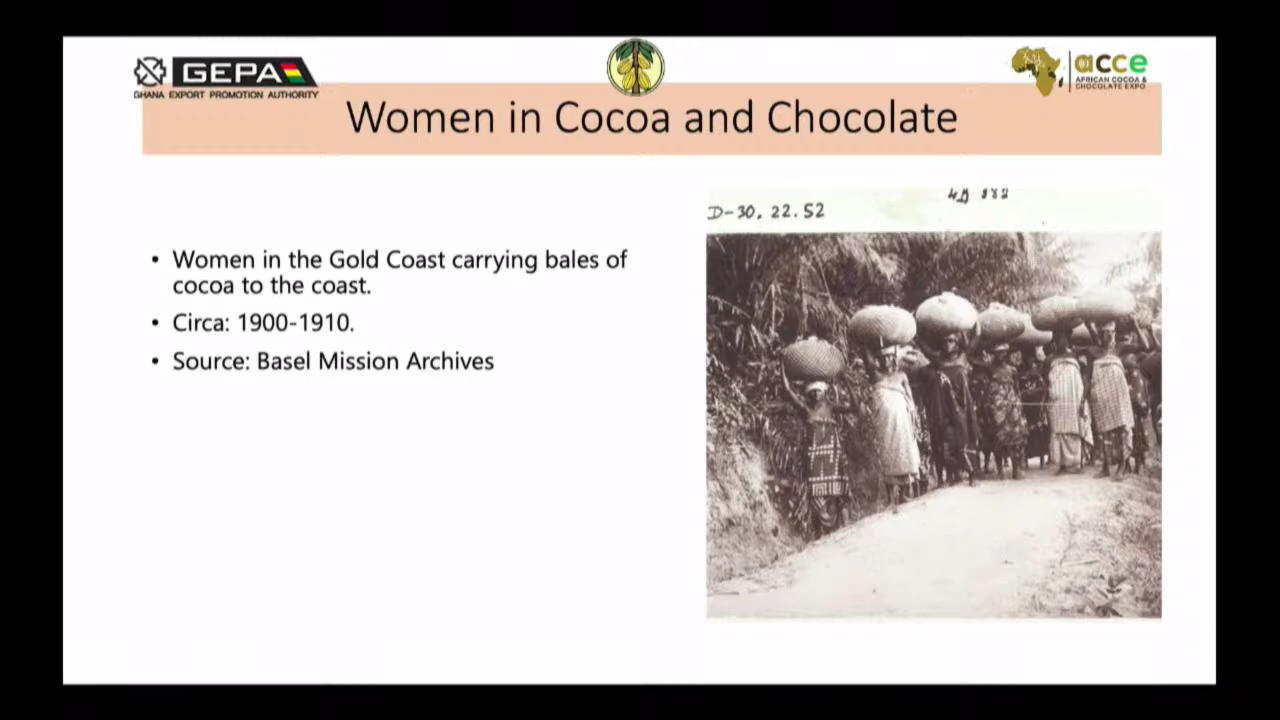 GEPA
GHANA EXPORT PROMOTION AUTHORITY
acce
AFRICAN COCOA &
CHOCOLATE EXPO
Women in Cocoa and Chocolate
• Women in the Gold Coast carrying bales of
cocoa to the coast.
• Circa: 1900-1910.
• Source: Basel Mission Archives
D-30. 22.52